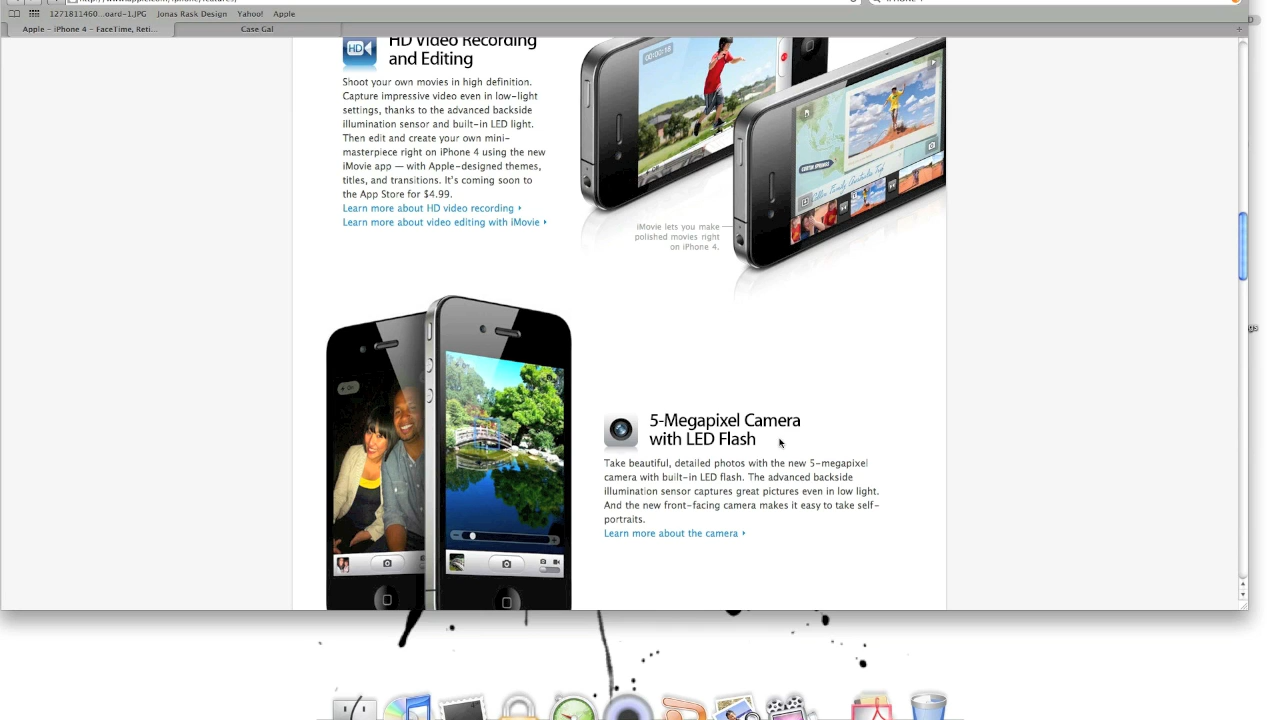 1271811460...oard-1.JPG   Jonas Rask Design   Yahoo!   Apple
Apple - iPhone 4 - FaceTime, Reti...   Case Gal
HD Video Recording
and Editing
Shoot your own movies in high definition.
Capture impressive video even in low-light
settings, thanks to the advanced backside
illumination sensor and built-in LED light.
Then edit and create your own mini-
masterpiece right on iPhone 4 using the new
iMovie app — with Apple-designed themes,
titles, and transitions. It's coming soon to
the App Store for $4.99.
Learn more about HD video recording
Learn more about video editing with iMovie
HD
00:00:18
iMovie lets you make
polished movies right
on iPhone 4.
5-Megapixel Camera
with LED Flash
Take beautiful, detailed photos with the new 5-megapixel
camera with built-in LED flash. The advanced backside
illumination sensor captures great pictures even in low light.
And the new front-facing camera makes it easy to take self-
portraits.
Learn more about the camera